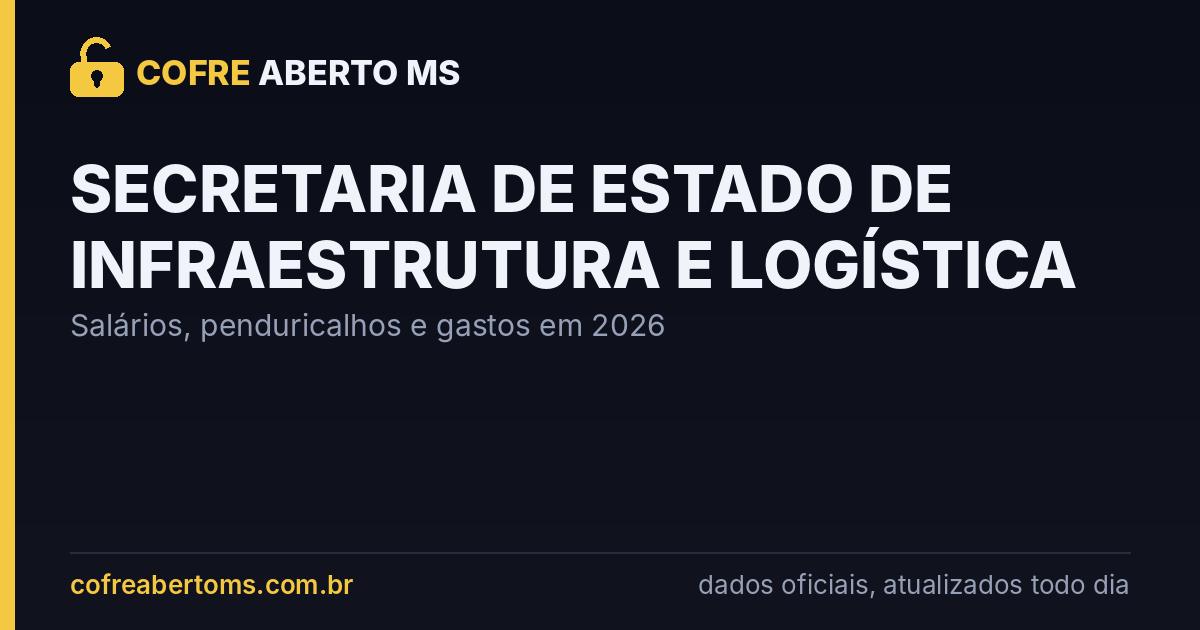 COFRE ABERTO MS
SECRETARIA DE ESTADO DE
INFRAESTRUTURA E LOGÍSTICA
Salários, penduricalhos e gastos em 2026
cofreabertoms.com.br
dados oficiais, atualizados todo dia